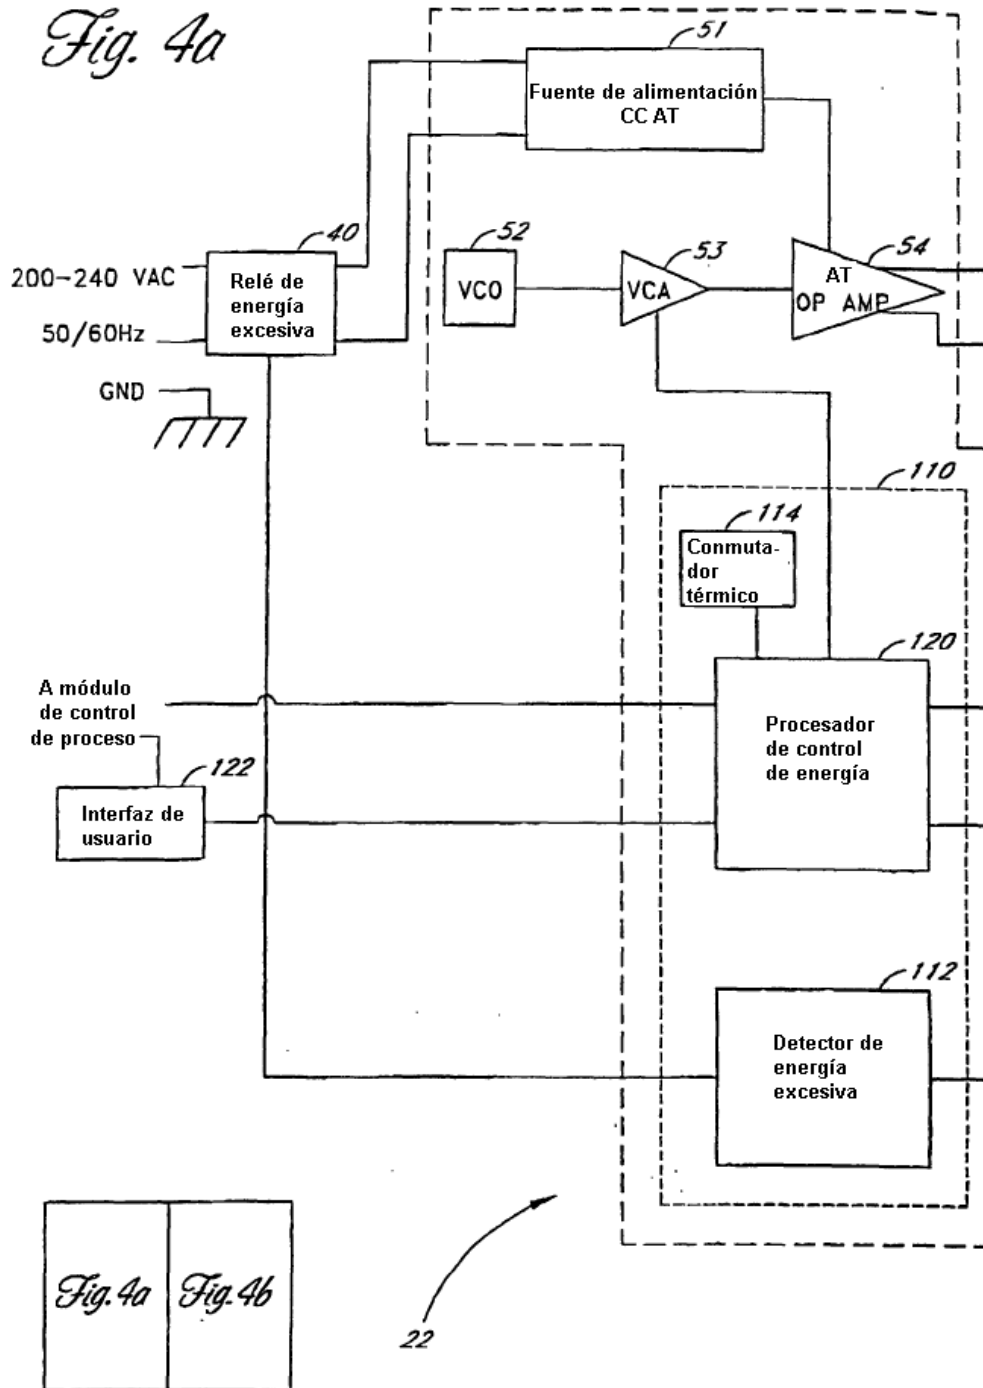 Fig. 4a
51
Fuente de alimentación
CC AT
40
52
53
54
200-240 VAC
Relé de
energía
excesiva
VCO
VCA
AT
OP AMP
50/60Hz
GND
110
114
Conmuta-
dor
térmico
120
A módulo
de control
de proceso
Procesador
de control
de energía
122
Interfaz de
usuario
112
Detector de
energía
excesiva
Fig. 4a
Fig. 4b
22